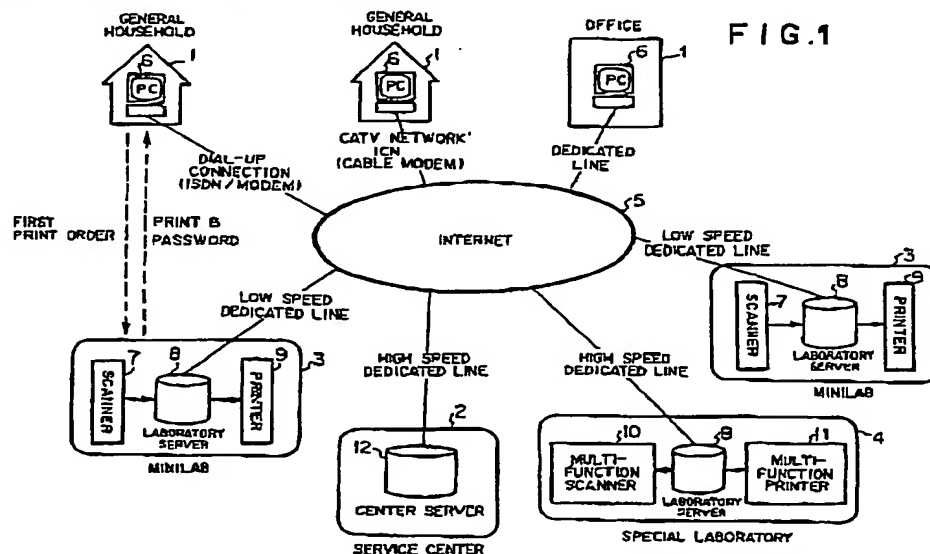 GENERAL
HOUSEHOLD
1
6
PC
GENERAL
HOUSEHOLD
1
6
PC
OFFICE
1
6
PC
FIG.1
DIAL-UP
CONNECTION
(ISDN/MODEM)
CATV NETWORK'
ICN
(CABLE MODEM)
DEDICATED
LINE
FIRST
PRINT ORDER
PRINT &
PASSWORD
INTERNET
5
LOW SPEED
DEDICATED LINE
LOW SPEED
DEDICATED LINE
HIGH SPEED
DEDICATED LINE
HIGH SPEED
DEDICATED LINE
3
7
SCANNER
8
LABORATORY
SERVER
9
PRINTER
MINILAB
3
7
SCANNER
8
LABORATORY
SERVER
9
PRINTER
MINILAB
2
12
CENTER SERVER
SERVICE CENTER
4
10
MULTI-
FUNCTION
SCANNER
8
LABORATORY
SERVER
11
MULTI-
FUNCTION
PRINTER
SPECIAL LABORATORY